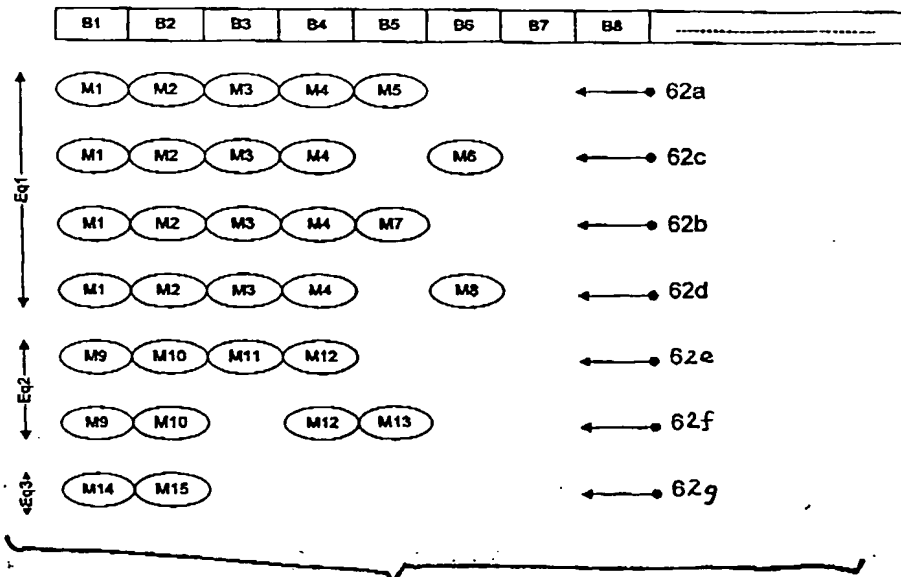 B1 B2 B3 B4 B5 B6 B7 B8
M1 M2 M3 M4 M5 62a
M1 M2 M3 M4 M6 62c
Eq1
M1 M2 M3 M4 M7 62b
M1 M2 M3 M4 M8 62d
M9 M10 M11 M12 62e
Eq2
M9 M10 M12 M13 62f
Eq3 M14 M15 62g